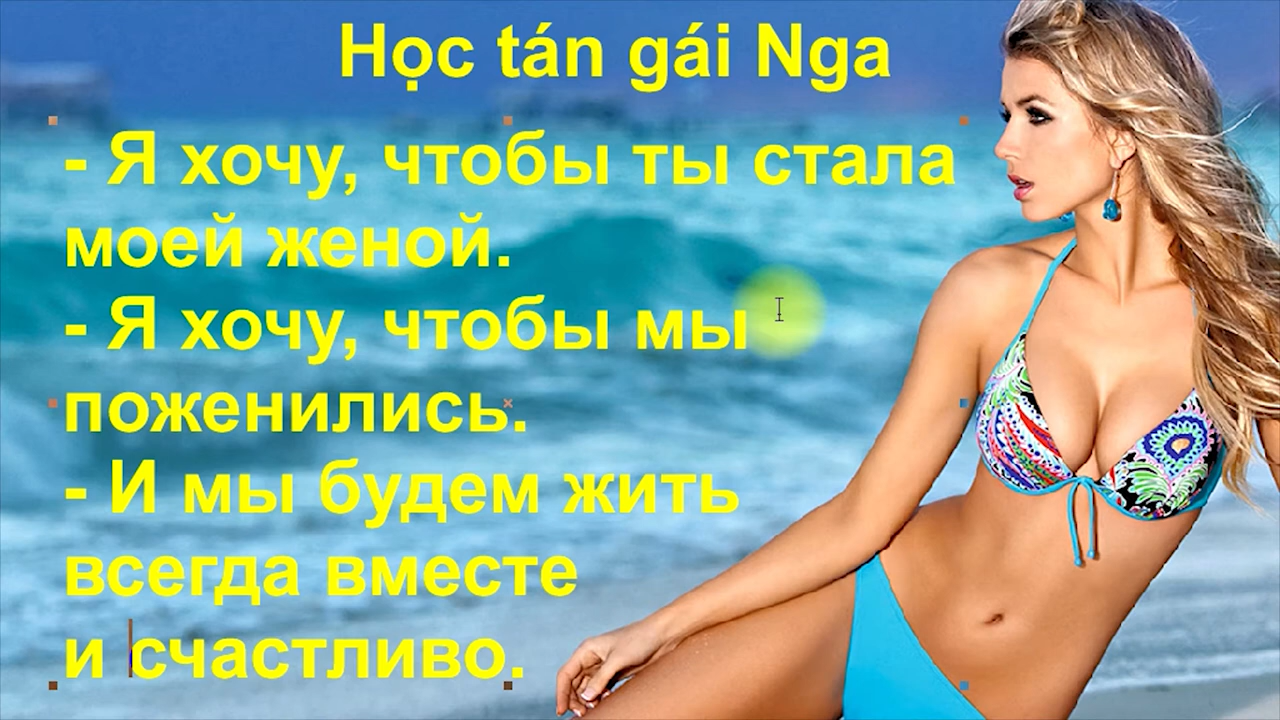 Học tán gái Nga
- Я хочу, чтобы ты стала
моей женой.
- Я хочу, чтобы мы
поженились.
- И мы будем жить
всегда вместе
и счастливо.